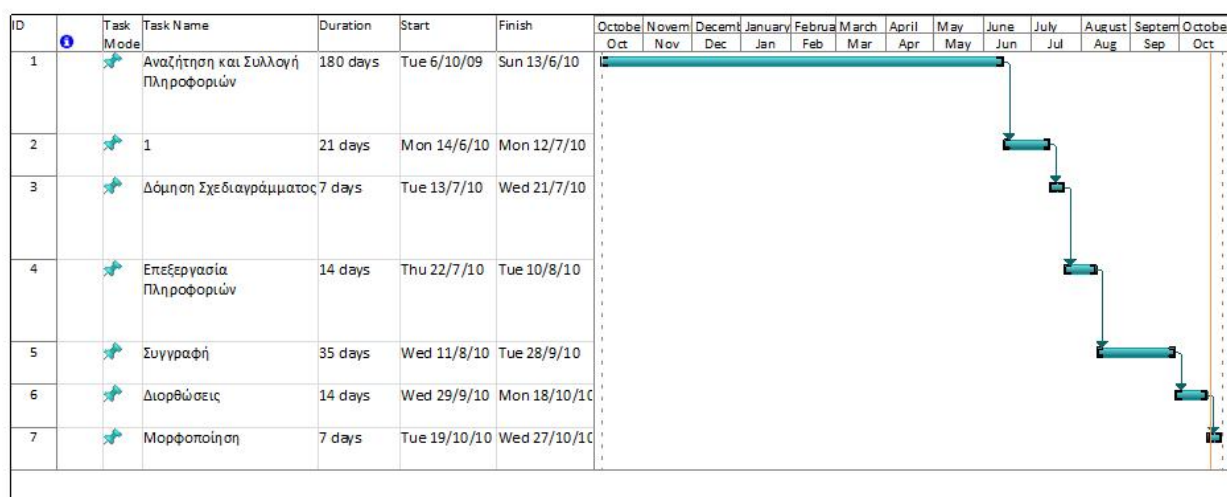 ID Task Mode Task Name Duration Start Finish Octobe Novem Decemb January Februa March April May June July August Septem Octobe
Oct Nov Dec Jan Feb Mar Apr May Jun Jul Aug Sep Oct
1 Αναζήτηση και Συλλογή Πληροφοριών 180 days Tue 6/10/09 Sun 13/6/10
2 1 21 days Mon 14/6/10 Mon 12/7/10
3 Δόμηση Σχεδιαγράμματος 7 days Tue 13/7/10 Wed 21/7/10
4 Επεξεργασία Πληροφοριών 14 days Thu 22/7/10 Tue 10/8/10
5 Συγγραφή 35 days Wed 11/8/10 Tue 28/9/10
6 Διορθώσεις 14 days Wed 29/9/10 Mon 18/10/10
7 Μορφοποίηση 7 days Tue 19/10/10 Wed 27/10/10